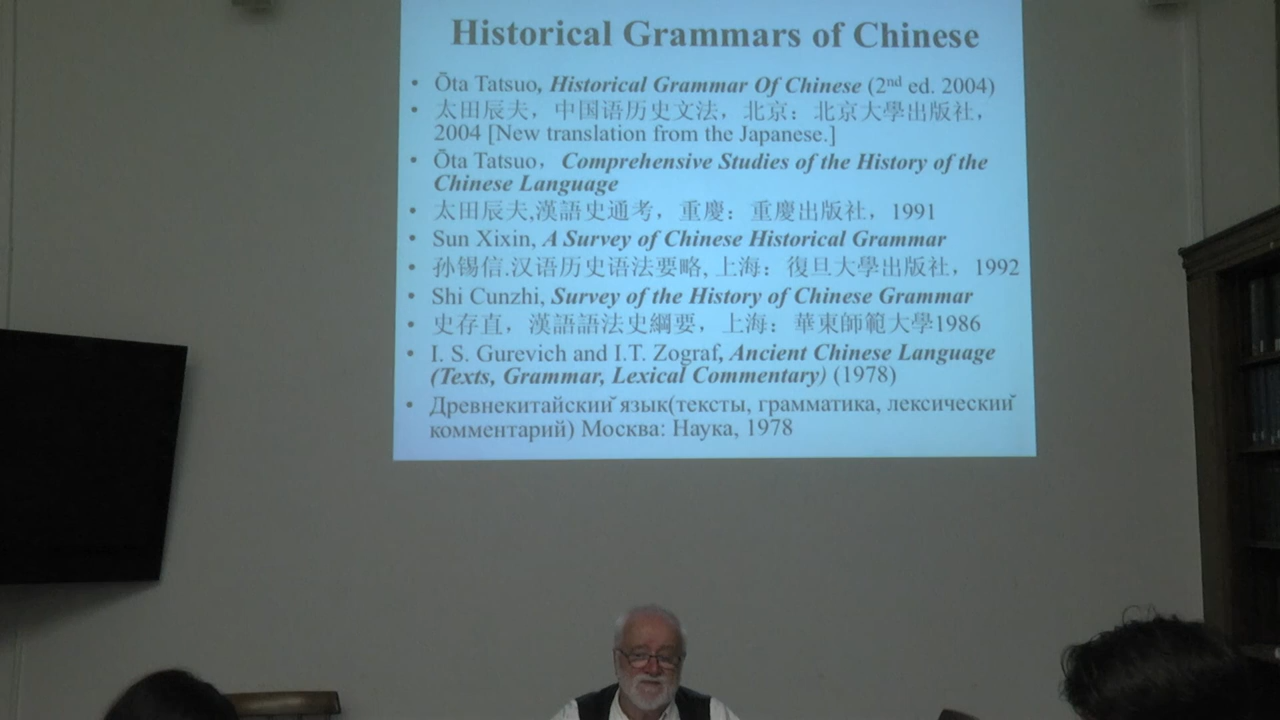 Historical Grammars of Chinese
• Ōta Tatsuo, Historical Grammar Of Chinese (2nd ed. 2004)
• 太田辰夫，中国语历史文法，北京：北京大學出版社，
2004 [New translation from the Japanese.]
• Ōta Tatsuo，Comprehensive Studies of the History of the
Chinese Language
• 太田辰夫,漢語史通考，重慶：重慶出版社，1991
• Sun Xixin, A Survey of Chinese Historical Grammar
• 孙锡信.汉语历史语法要略, 上海：復旦大學出版社，1992
• Shi Cunzhi, Survey of the History of Chinese Grammar
• 史存直，漢語語法史綱要，上海：華東師範大學1986
• I. S. Gurevich and I.T. Zograf, Ancient Chinese Language
(Texts, Grammar, Lexical Commentary) (1978)
• Древнекитайский язык(тексты, грамматика, лексический
комментарий) Москва: Наука, 1978